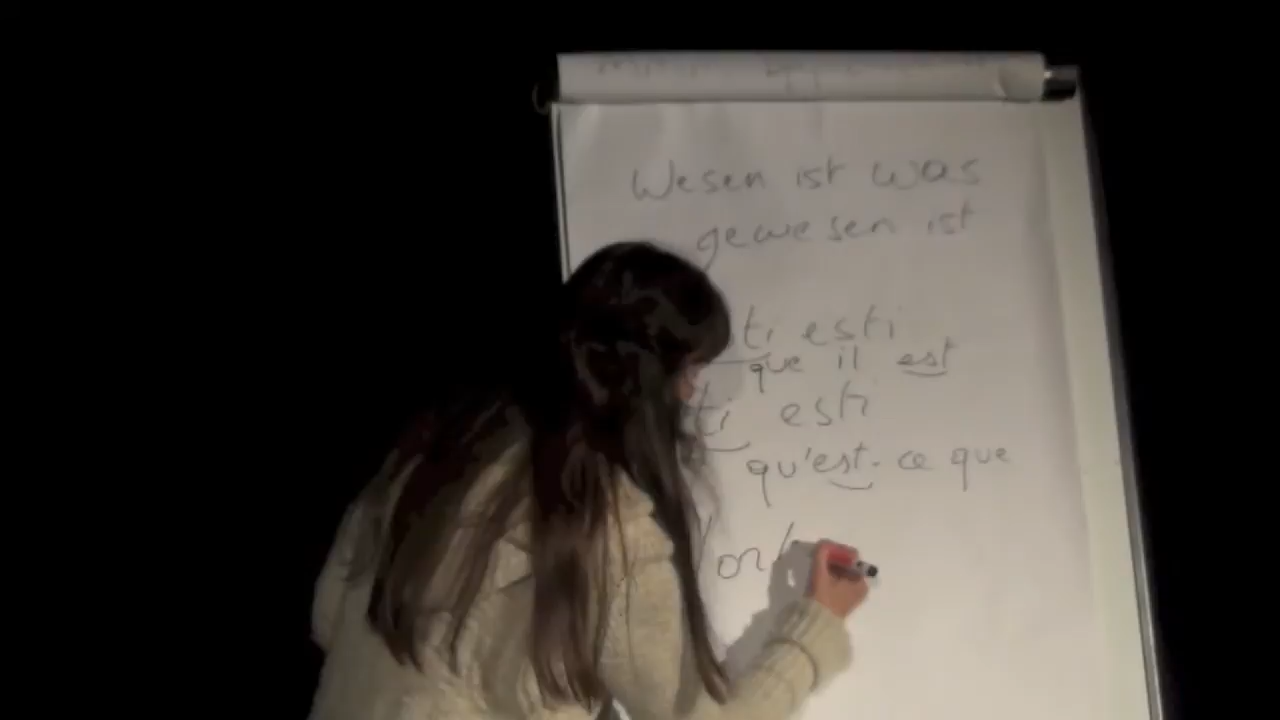 Wesen ist was
gewesen ist
ti esti
que il est
ti esti
qu'est-ce que